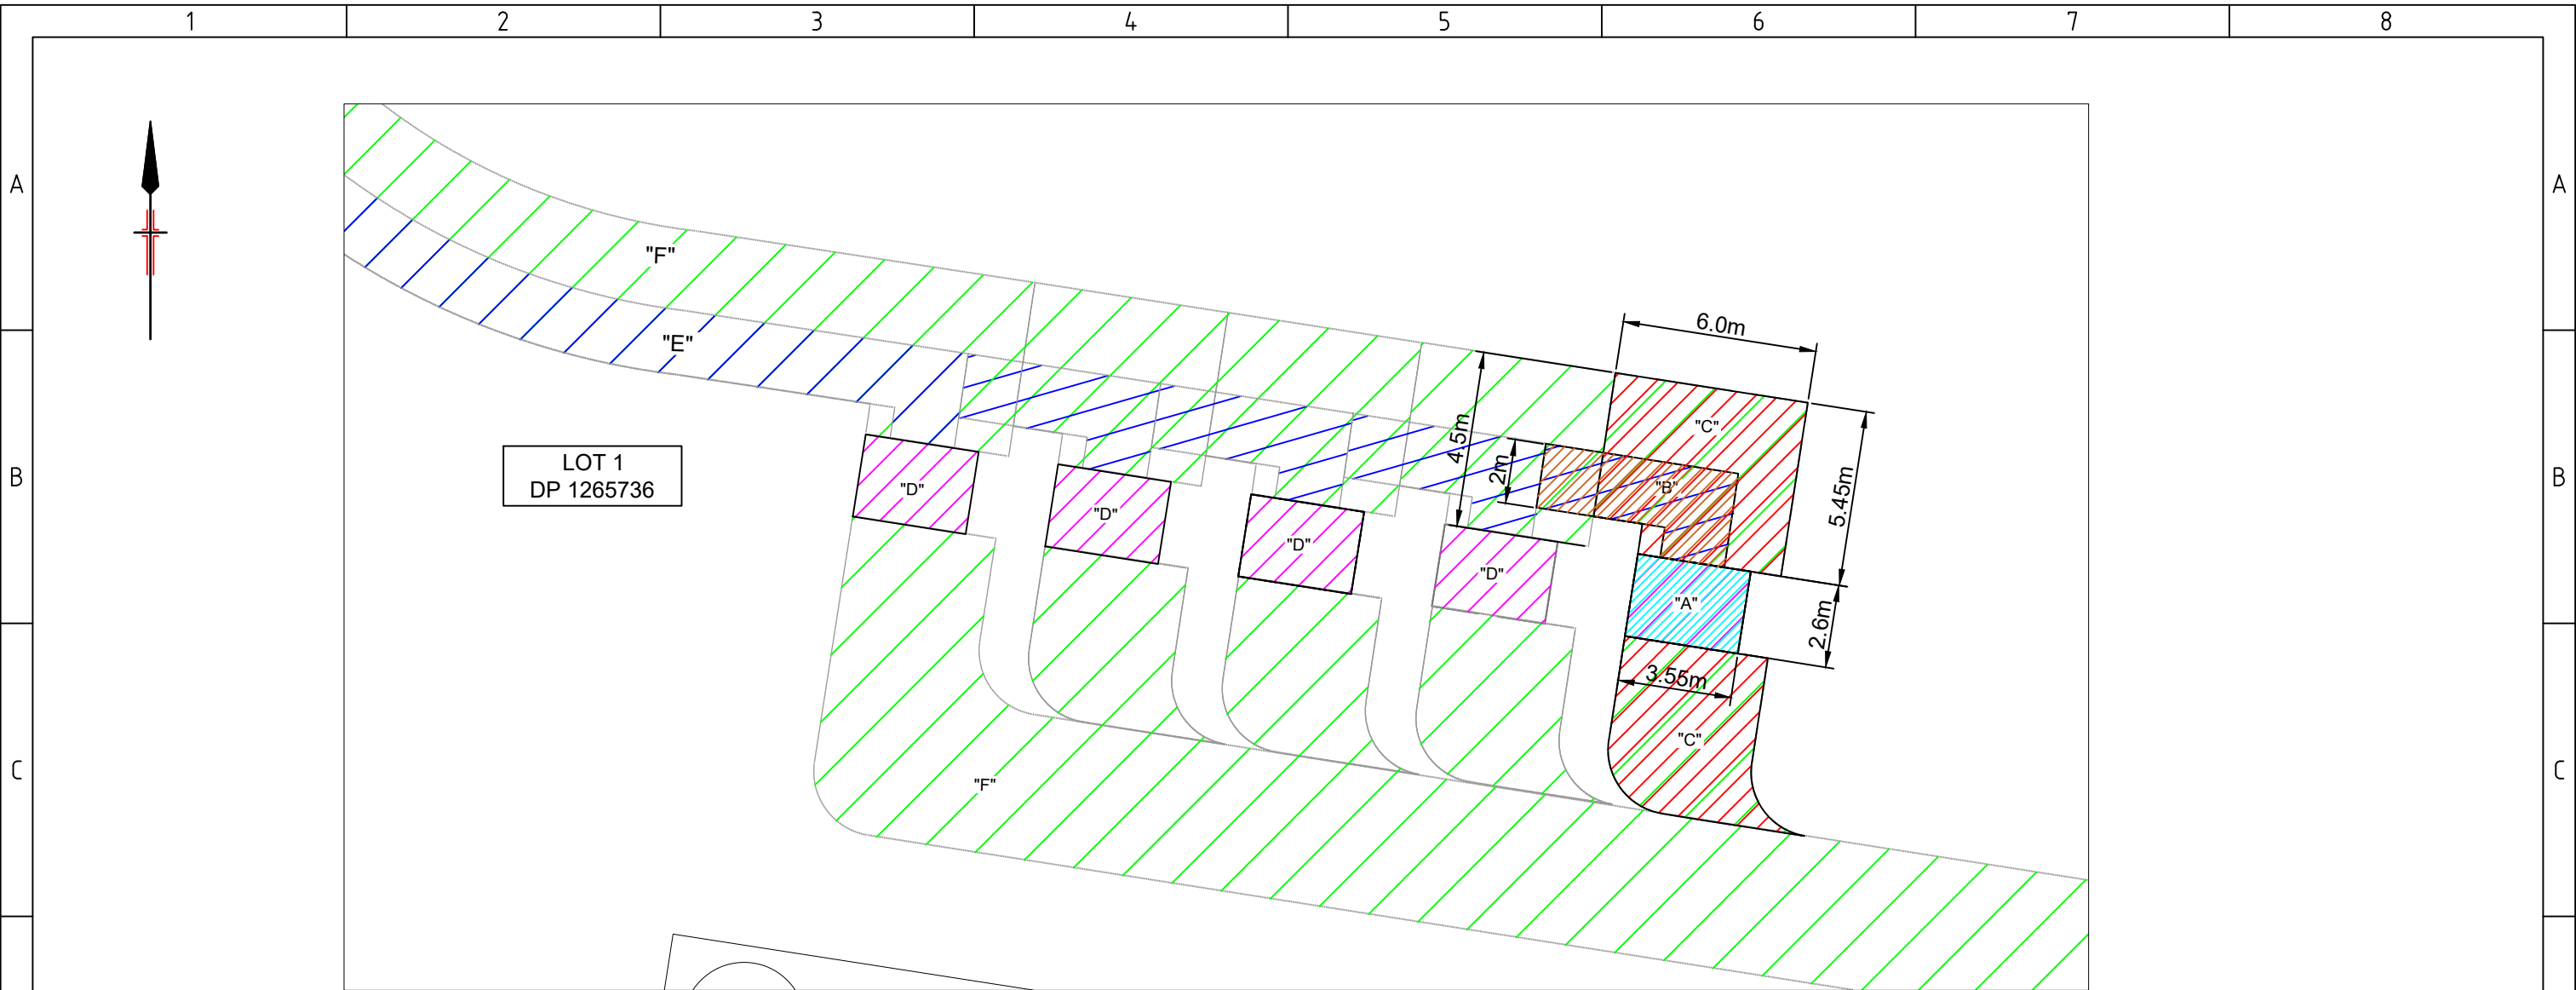 1 2 3 4 5 6 7 8
A A
"F"
6.0m
"E"
"C"
4.5m
LOT 1
DP 1265736
B B
2m
"D"
"D"
"D"
"D"
"B"
5.45m
"A"
2.6m
3.55m
"C"
C C
"F"